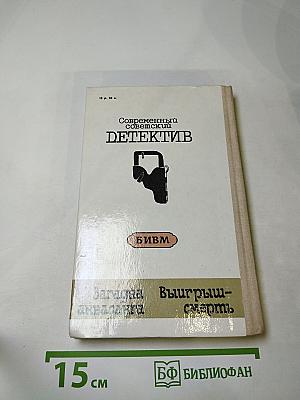 Современный
советский
ДЕТЕКТИВ
БИВМ
Загадка Выигрыш—
акваланга смерть
15 см БФ БИБЛИОФАН